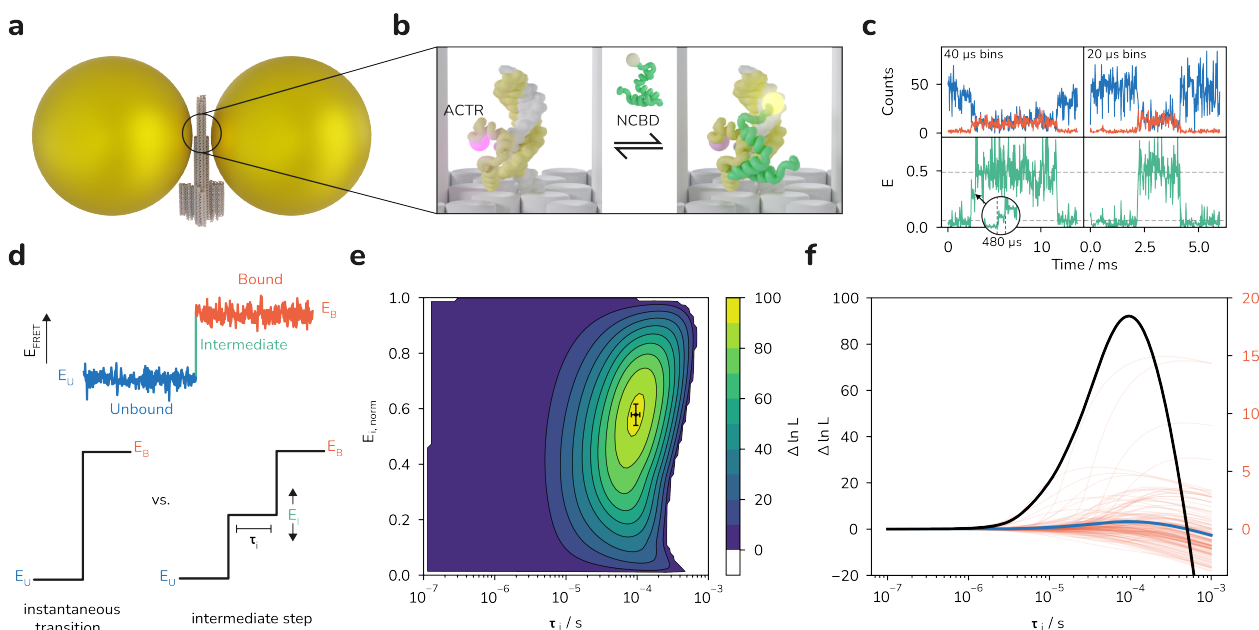 a
b
c
ACTR
NCBD
40 µs bins
20 µs bins
Counts
50
0
E
0.5
0.0
480 µs
0
10
0.0
2.5
5.0
Time / ms
d
E_FRET
Bound
E_B
Intermediate
E_U
Unbound
E_B
E_B
vs.
E_i
τ_i
E_U
E_U
instantaneous
transition
intermediate step
e
E_i, norm
1.0
0.8
0.6
0.4
0.2
0.0
10⁻⁷
10⁻⁶
10⁻⁵
10⁻⁴
10⁻³
τ_i / s
100
80
60
40
20
0
Δ ln L
f
Δ ln L
100
80
60
40
20
0
−20
10⁻⁷
10⁻⁶
10⁻⁵
10⁻⁴
10⁻³
τ_i / s
20
15
10
5
0